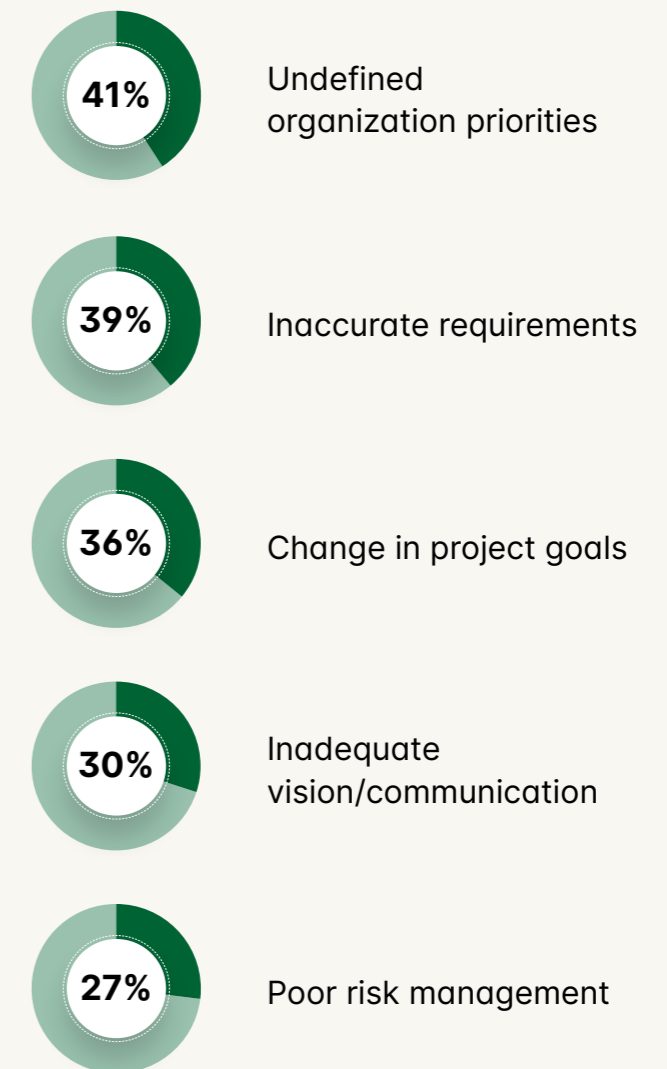 41%
Undefined
organization priorities
39%
Inaccurate requirements
36%
Change in project goals
30%
Inadequate
vision/communication
27%
Poor risk management